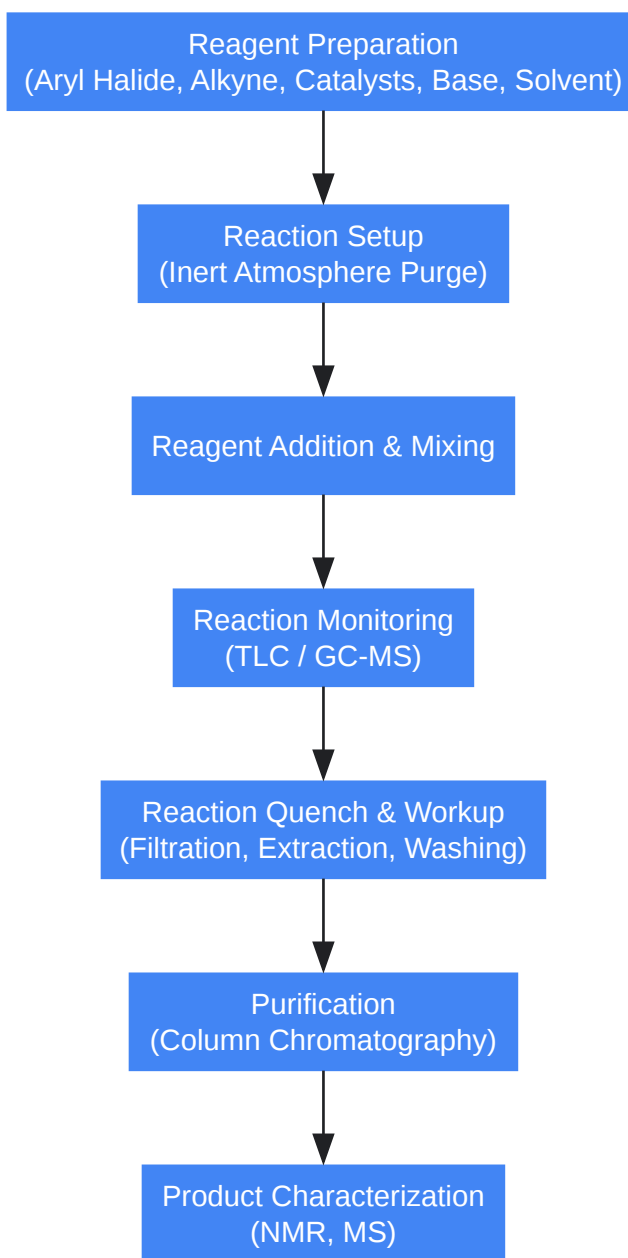 Reagent Preparation
(Aryl Halide, Alkyne, Catalysts, Base, Solvent)
Reaction Setup
(Inert Atmosphere Purge)
Reagent Addition & Mixing
Reaction Monitoring
(TLC / GC-MS)
Reaction Quench & Workup
(Filtration, Extraction, Washing)
Purification
(Column Chromatography)
Product Characterization
(NMR, MS)